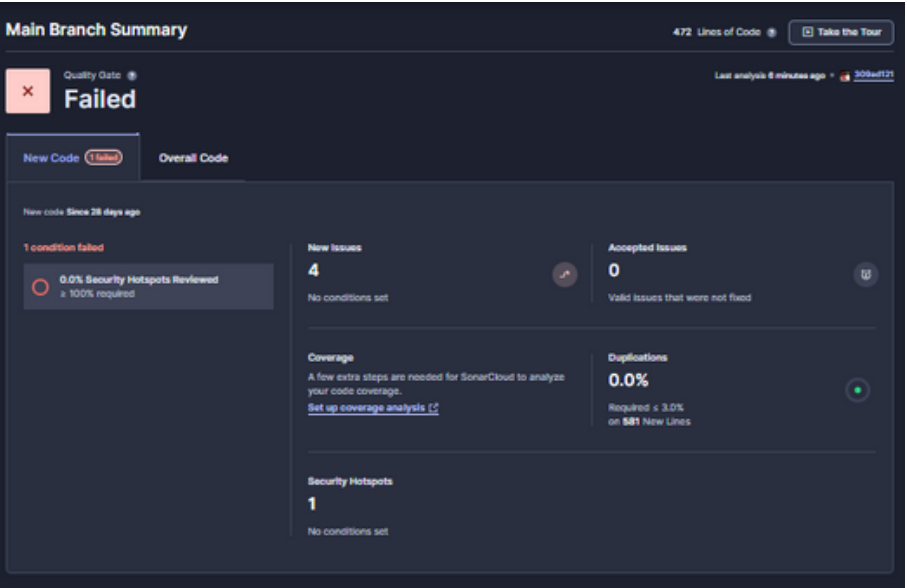 Main Branch Summary
472 Lines of Code
Take the Tour
Quality Gate
Failed
Last analysis 6 minutes ago
308ed121
New Code 1 failed
Overall Code
New code Since 28 days ago
1 condition failed
0.0% Security Hotspots Reviewed
≥ 100% required
New Issues
4
No conditions set
Accepted Issues
0
Valid issues that were not fixed
Coverage
A few extra steps are needed for SonarCloud to analyze
your code coverage.
Set up coverage analysis
Duplications
0.0%
Required ≤ 3.0%
on 581 New Lines
Security Hotspots
1
No conditions set